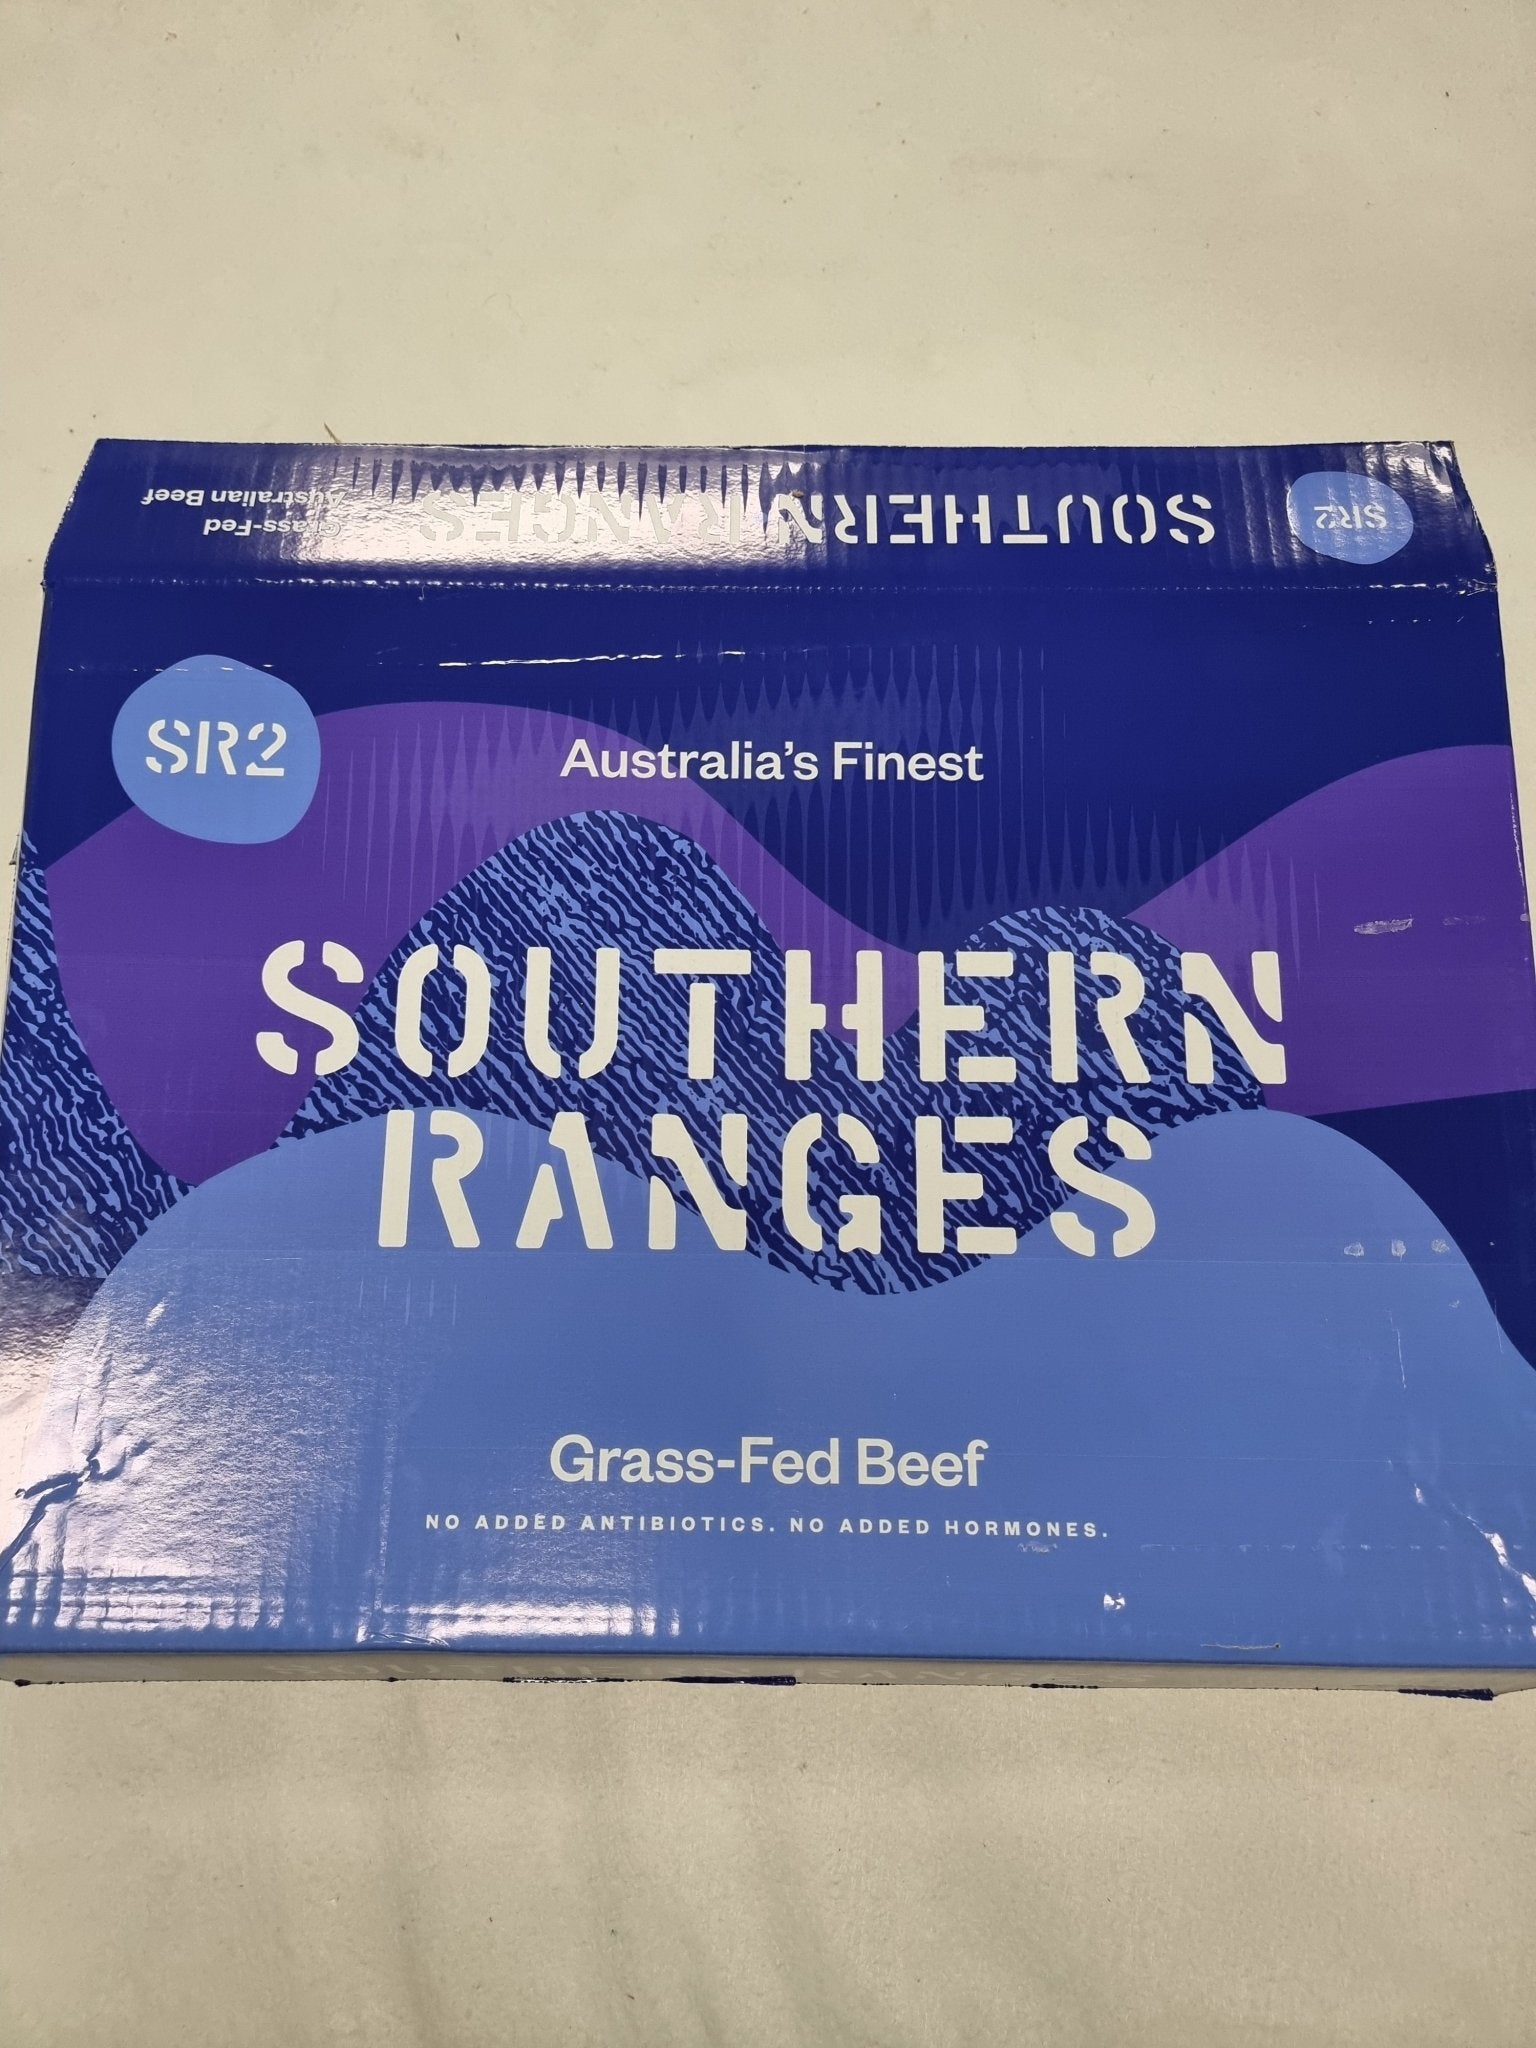 SR2
SOUTHERN RANGES
Grass-Fed
Australian Beef
SR2
Australia's Finest
SOUTHERN
RANGES
Grass-Fed Beef
NO ADDED ANTIBIOTICS. NO ADDED HORMONES.